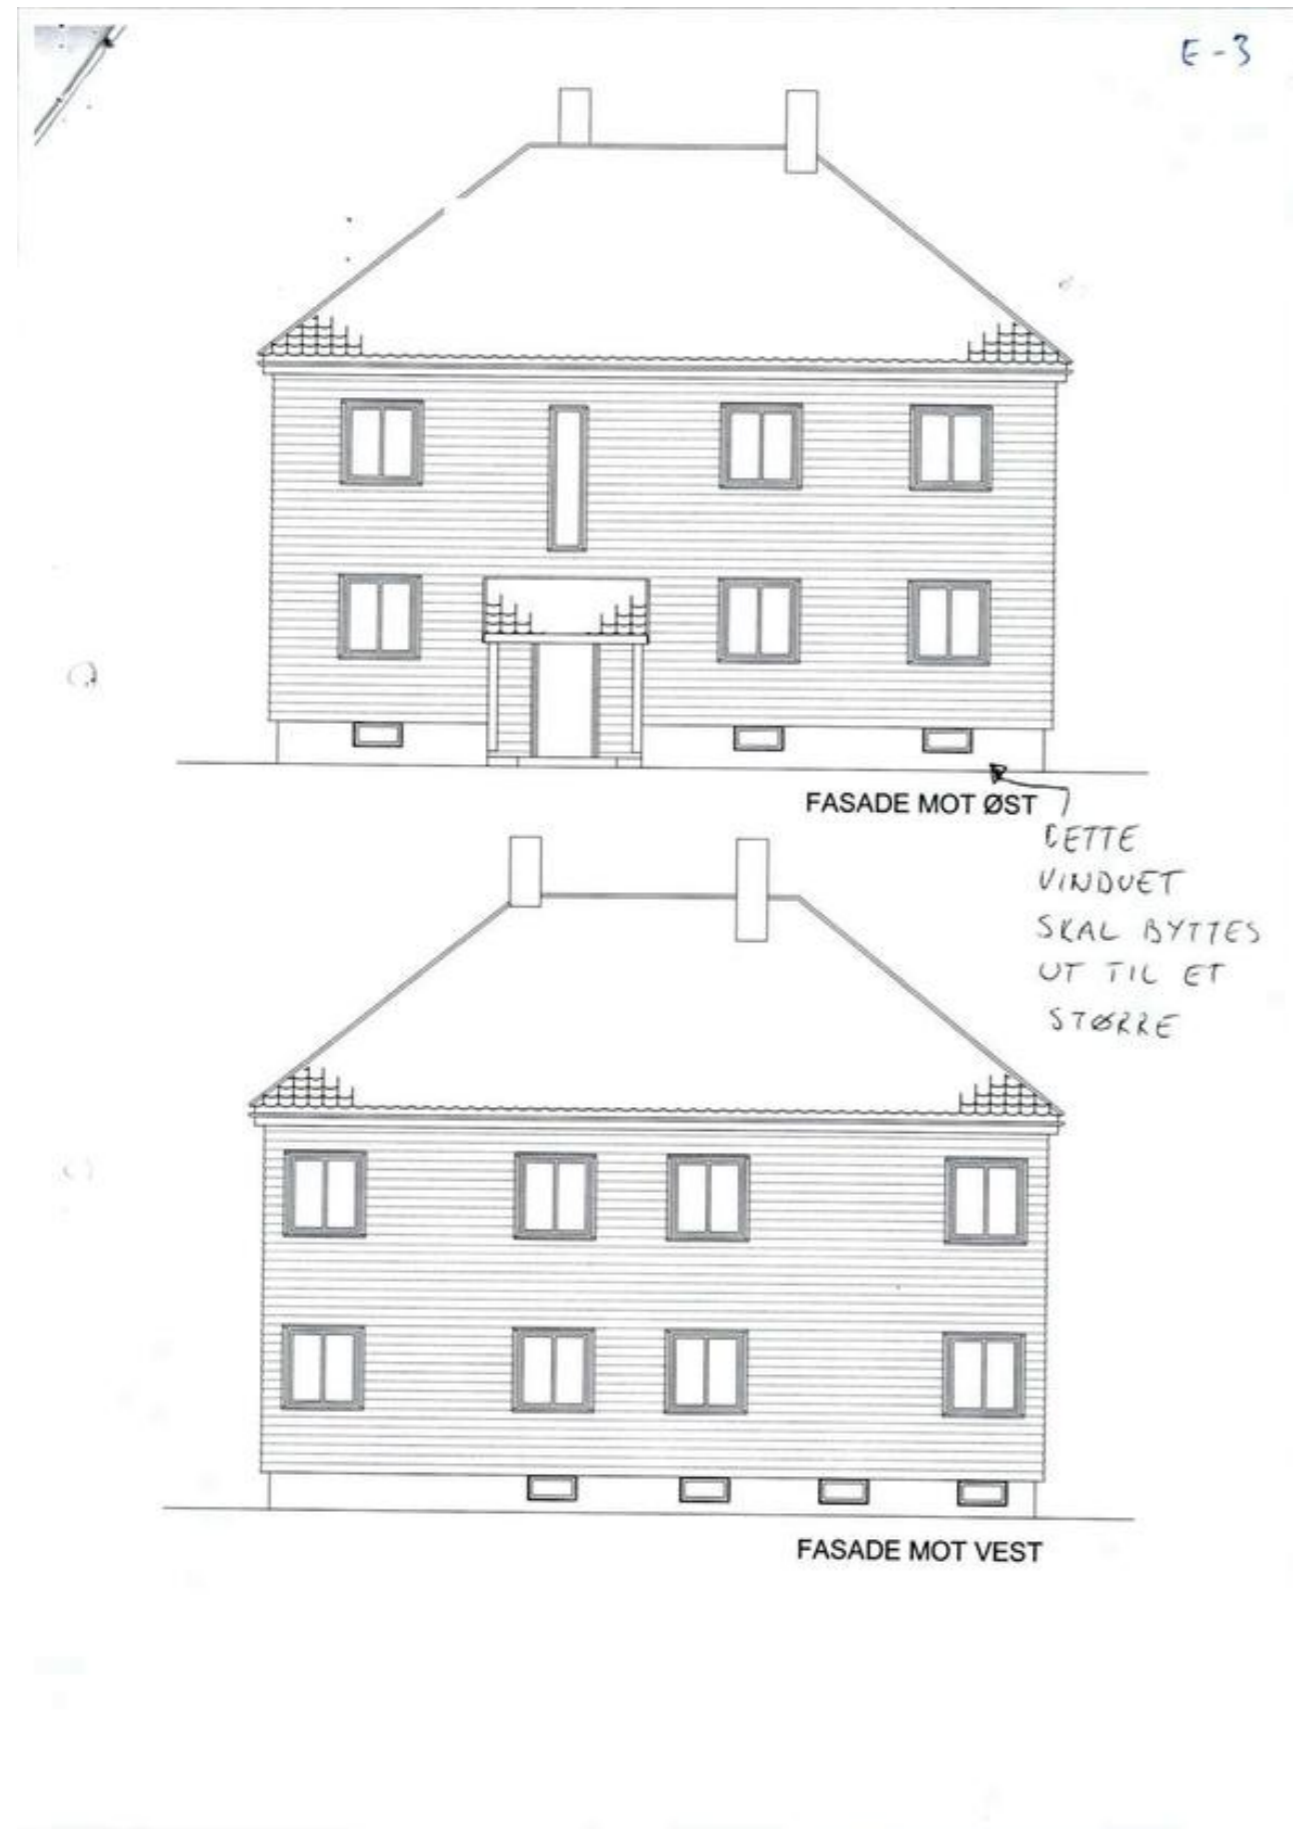 E-3
FASADE MOT ØST
DETTE
VINDUET
SKAL BYTTES
UT TIL ET
STØRRE
FASADE MOT VEST